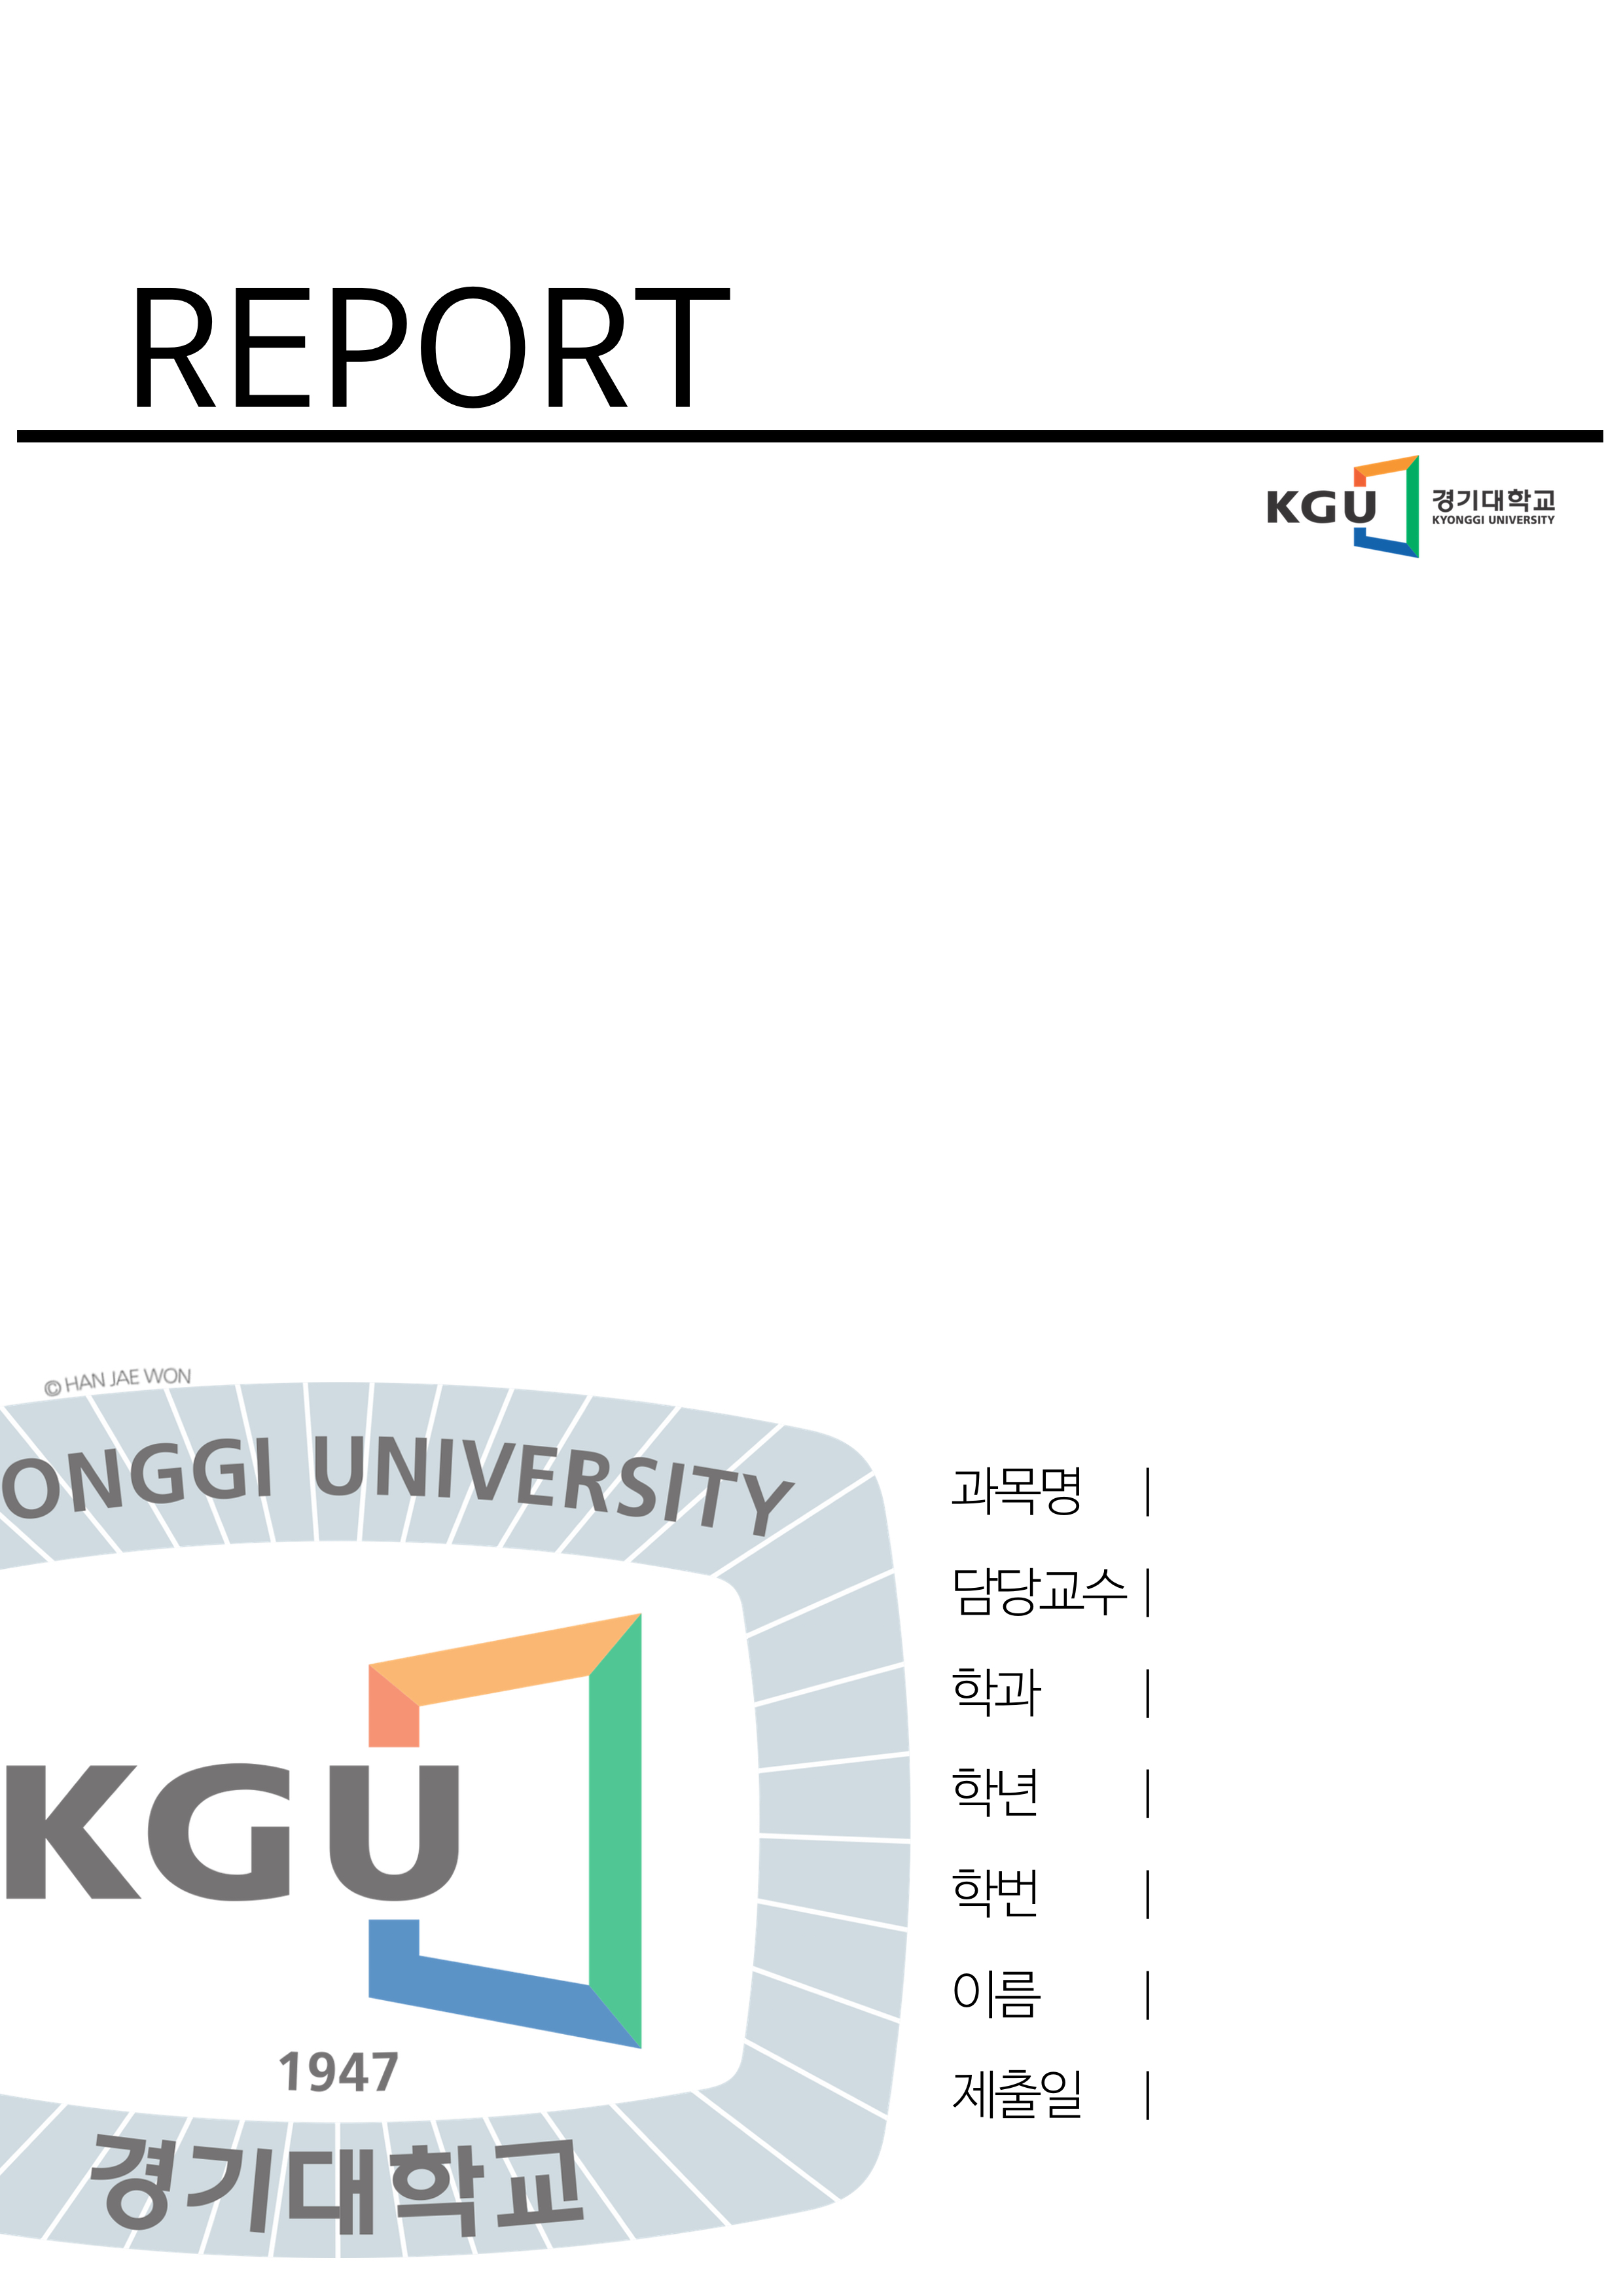 REPORT
KGU 경기대학교
KYONGGI UNIVERSITY
© HAN JAE WON
ONGGI UNIVERSITY
KGU
1947
경기대학교
과목명 |
담당교수 |
학과 |
학년 |
학번 |
이름 |
제출일 |